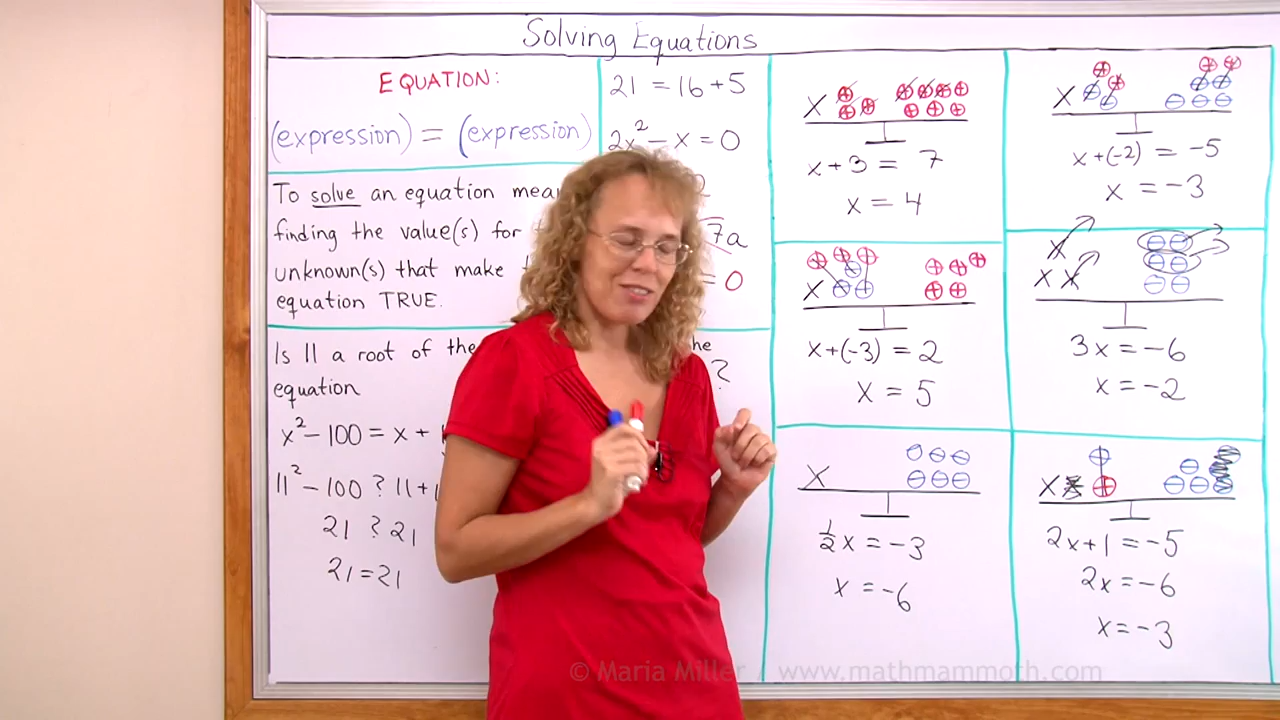 Solving Equations
EQUATION:
(expression) = (expression)
To solve an equation
finding the value(s) for
unknown(s) that make
equation TRUE.
Is 11 a root of the
equation
x² – 100 = x +
11² – 100 ? 11 +
21 ? 21
21 = 21
21 = 16 + 5
2x² – x = 0
2
7a
= 0
?
X
x + 3 = 7
x = 4
X
x + (-2) = -5
x = -3
X
x + (-3) = 2
x = 5
X
X X
3x = -6
x = -2
X
½x = -3
x = -6
X
2x + 1 = -5
2x = -6
x = -3
© Maria Miller / www.mathmammoth.com